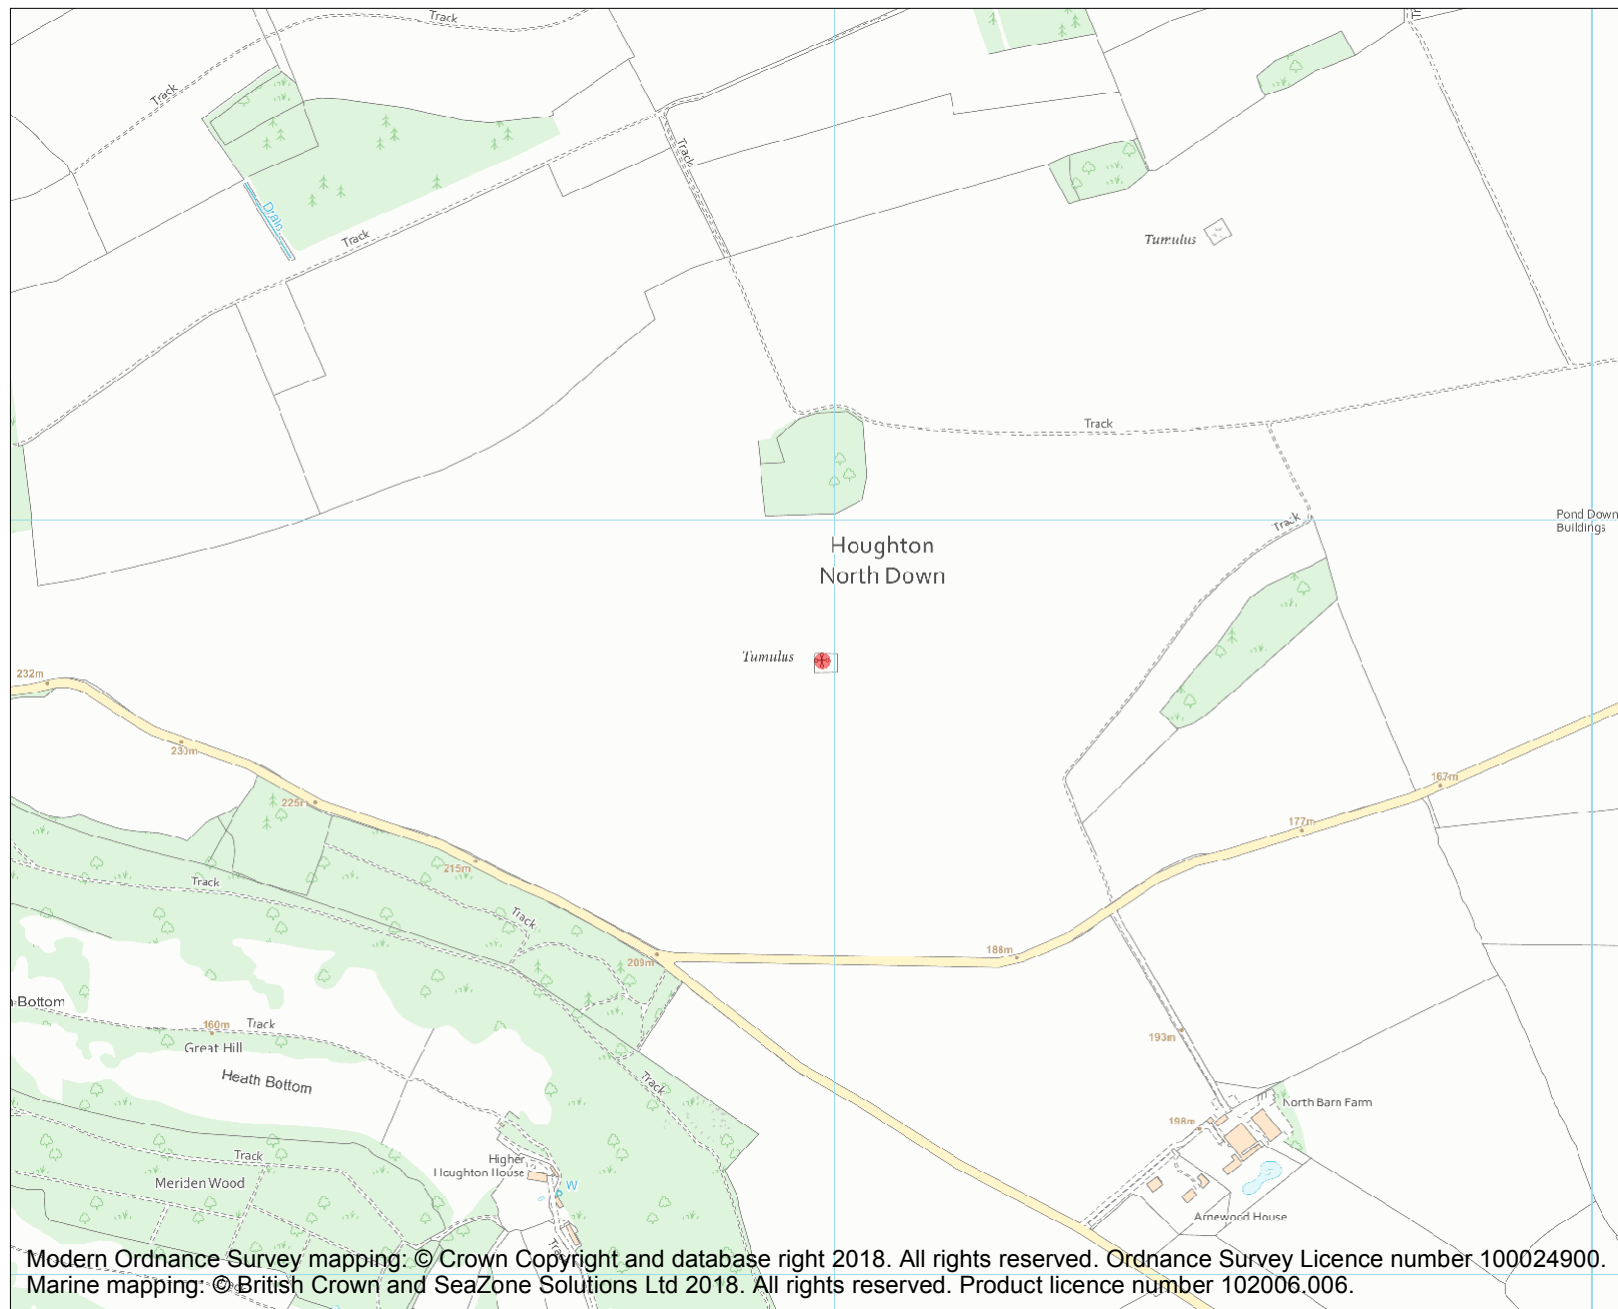 Track
Track
Track
Drain
Track
Tumulus
Track
Track
Pond Down
Buildings
Houghton
North Down
Tumulus
232m
230m
225m
167m
177m
215m
Track
Track
188m
209m
Bottom
160m
Track
193m
Great Hill
Heath Bottom
Track
North Barn Farm
198m
Higher
Houghton House
Track
Meriden Wood
W
Arnewood House
Track
Track
Modern Ordnance Survey mapping: © Crown Copyright and database right 2018. All rights reserved. Ordnance Survey Licence number 100024900.
Marine mapping: © British Crown and SeaZone Solutions Ltd 2018. All rights reserved. Product licence number 102006.006.